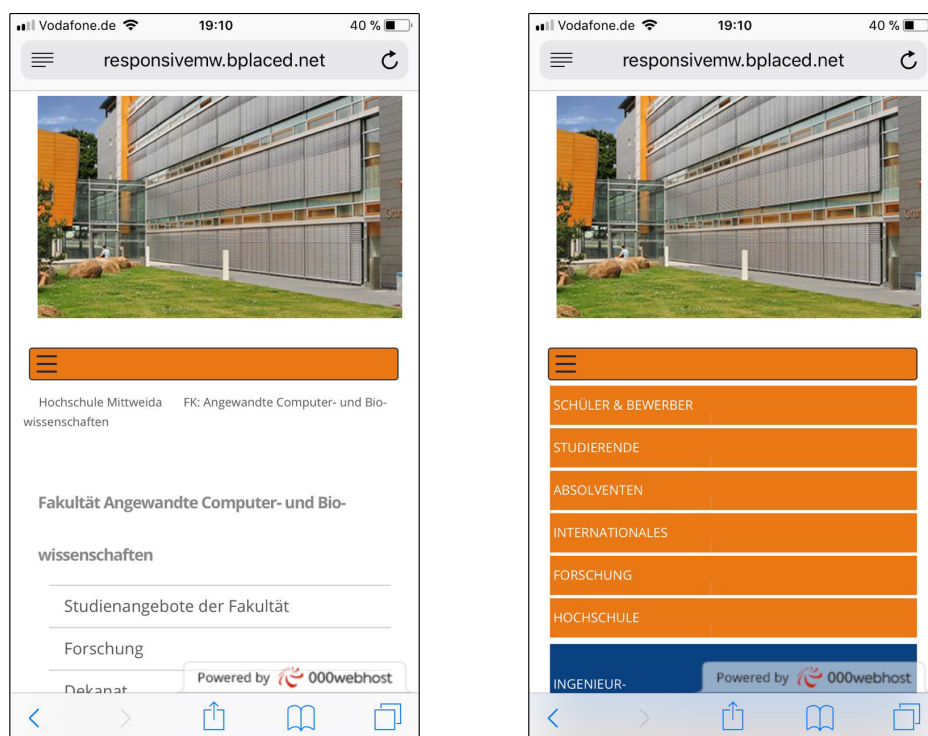 Vodafone.de 19:10 40 %
responsivemw.bplaced.net
Hochschule Mittweida FK: Angewandte Computer- und Bio-
wissenschaften
Fakultät Angewandte Computer- und Bio-
wissenschaften
Studienangebote der Fakultät
Forschung
Dekanat
Powered by 000webhost
Vodafone.de 19:10 40 %
responsivemw.bplaced.net
SCHÜLER & BEWERBER
STUDIERENDE
ABSOLVENTEN
INTERNATIONALES
FORSCHUNG
HOCHSCHULE
INGENIEUR-
Powered by 000webhost